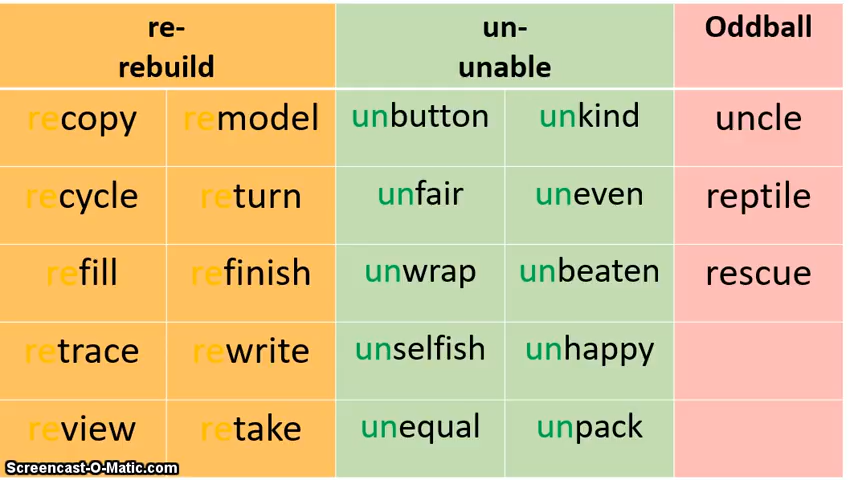 re- un- Oddball
rebuild unable
recopy remodel unbutton unkind uncle
recycle return unfair uneven reptile
refill refinish unwrap unbeaten rescue
retrace rewrite unselfish unhappy
review retake unequal unpack
Screencast-O-Matic.com